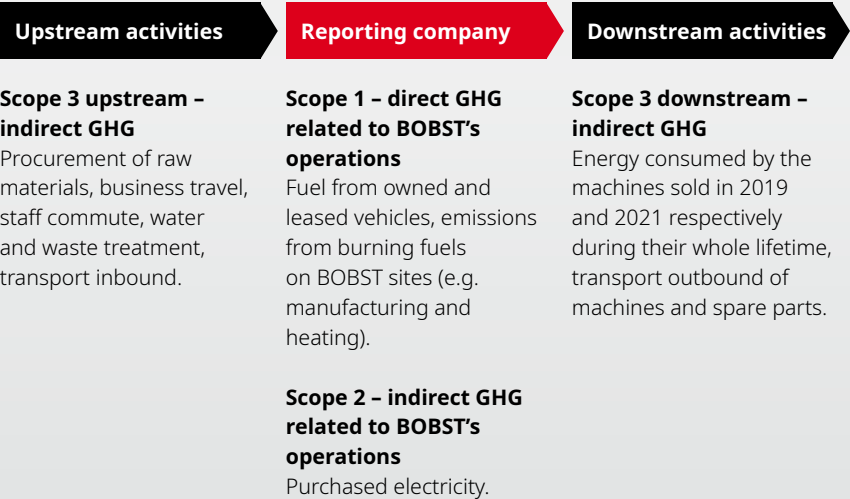 Upstream activities
Scope 3 upstream –
indirect GHG
Procurement of raw
materials, business travel,
staff commute, water
and waste treatment,
transport inbound.
Reporting company
Scope 1 – direct GHG
related to BOBST’s
operations
Fuel from owned and
leased vehicles, emissions
from burning fuels
on BOBST sites (e.g.
manufacturing and
heating).
Scope 2 – indirect GHG
related to BOBST’s
operations
Purchased electricity.
Downstream activities
Scope 3 downstream –
indirect GHG
Energy consumed by the
machines sold in 2019
and 2021 respectively
during their whole lifetime,
transport outbound of
machines and spare parts.